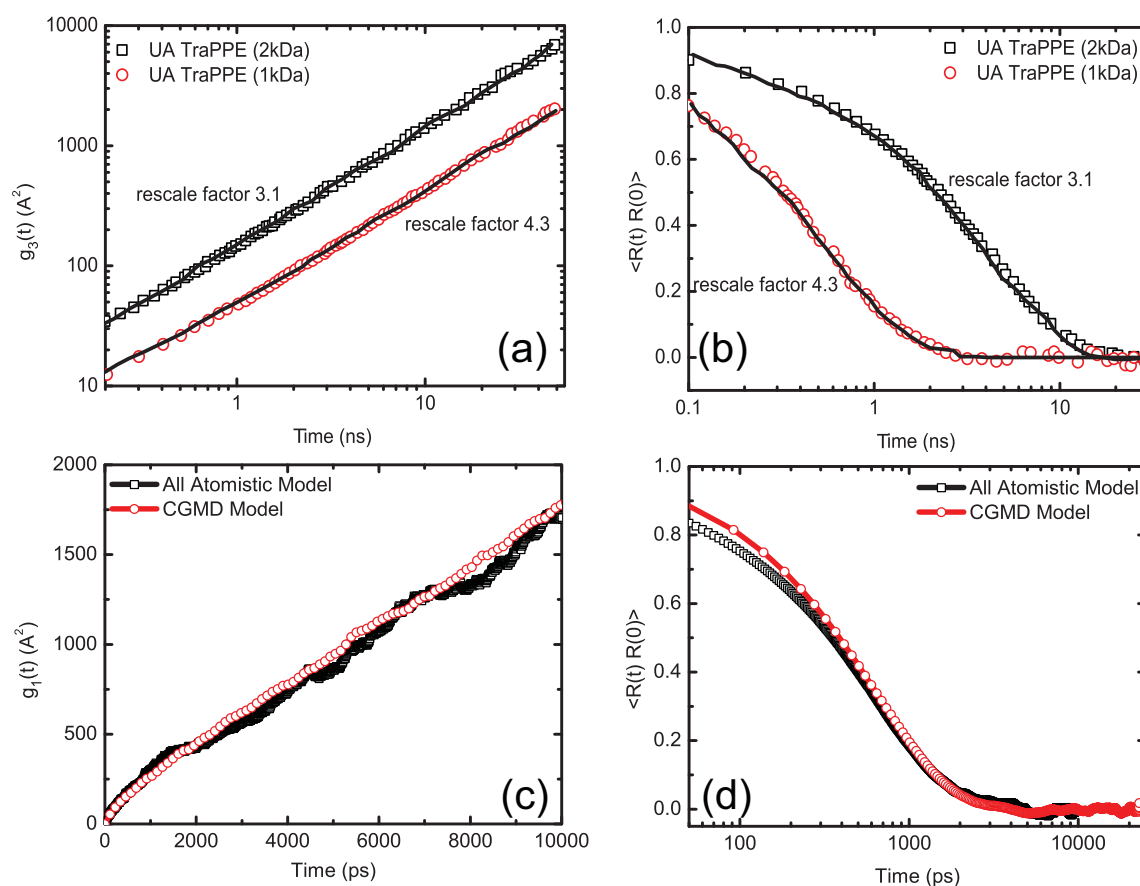 10000
1000
100
10
g₃(t) (A²)
UA TraPPE (2kDa)
UA TraPPE (1kDa)
rescale factor 3.1
rescale factor 4.3
(a)
1
10
Time (ns)
1.0
0.8
0.6
0.4
0.2
0.0
<R(t) R(0)>
UA TraPPE (2kDa)
UA TraPPE (1kDa)
rescale factor 3.1
rescale factor 4.3
(b)
0.1
1
10
Time (ns)
2000
1500
1000
500
0
g₁(t) (A²)
All Atomistic Model
CGMD Model
(c)
0
2000
4000
6000
8000
10000
Time (ps)
1.0
0.8
0.6
0.4
0.2
0.0
<R(t) R(0)>
All Atomistic Model
CGMD Model
(d)
100
1000
10000
Time (ps)